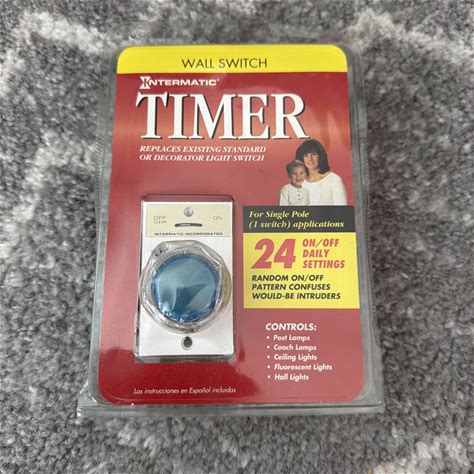 WALL SWITCH
INTERMATIC®
TIMER
REPLACES EXISTING STANDARD
OR DECORATOR LIGHT SWITCH
OFF
CLEAR
ON
INTERMATIC INCORPORATED
For Single Pole
(1 switch) applications
24 ON/OFF
DAILY
SETTINGS
RANDOM ON/OFF
PATTERN CONFUSES
WOULD-BE INTRUDERS
CONTROLS:
• Post Lamps
• Coach Lamps
• Ceiling Lights
• Fluorescent Lights
• Hall Lights
Las instrucciones en Español incluidas